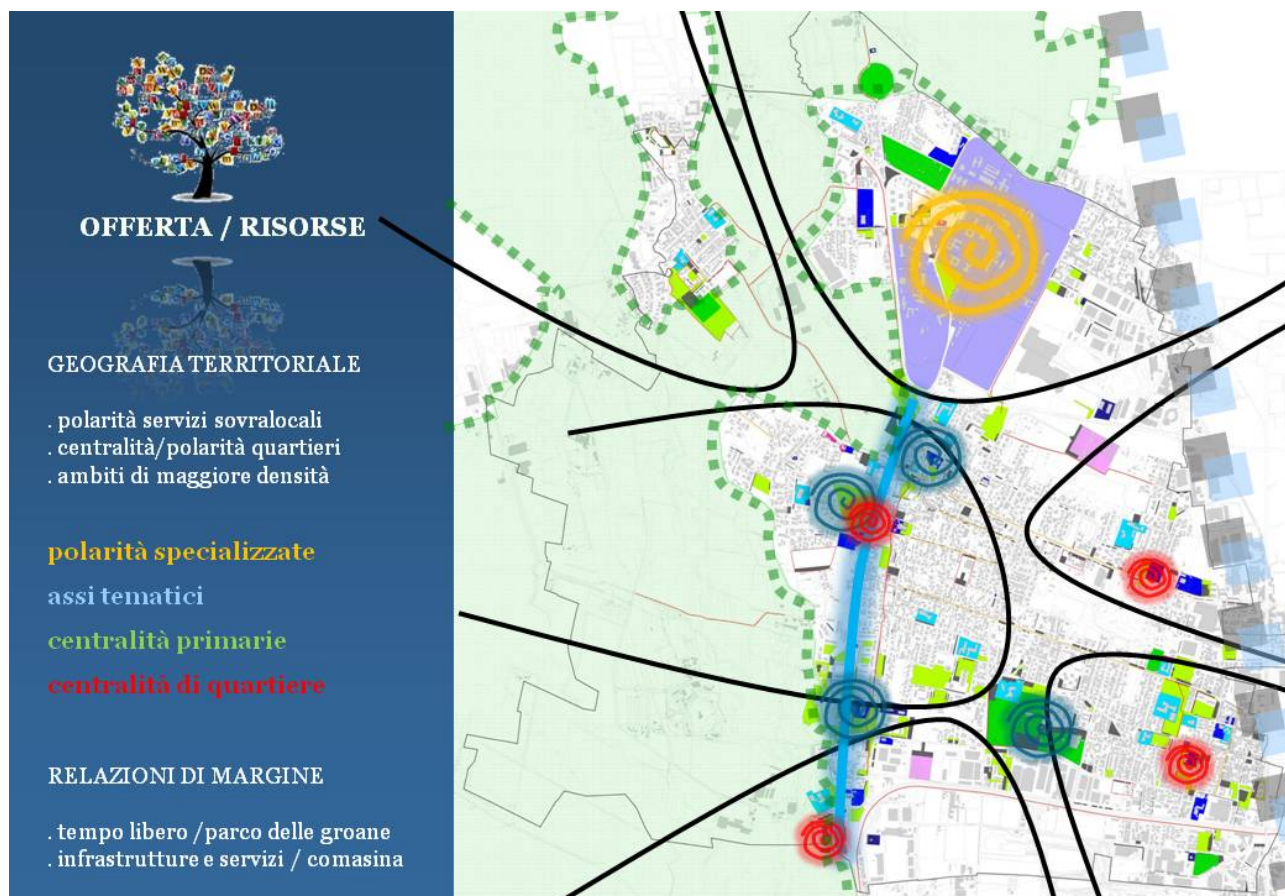 OFFERTA / RISORSE
GEOGRAFIA TERRITORIALE
. polarità servizi sovralocali
. centralità/polarità quartieri
. ambiti di maggiore densità
polarità specializzate
assi tematici
centralità primarie
centralità di quartiere
RELAZIONI DI MARGINE
. tempo libero /parco delle groane
. infrastrutture e servizi / comasina